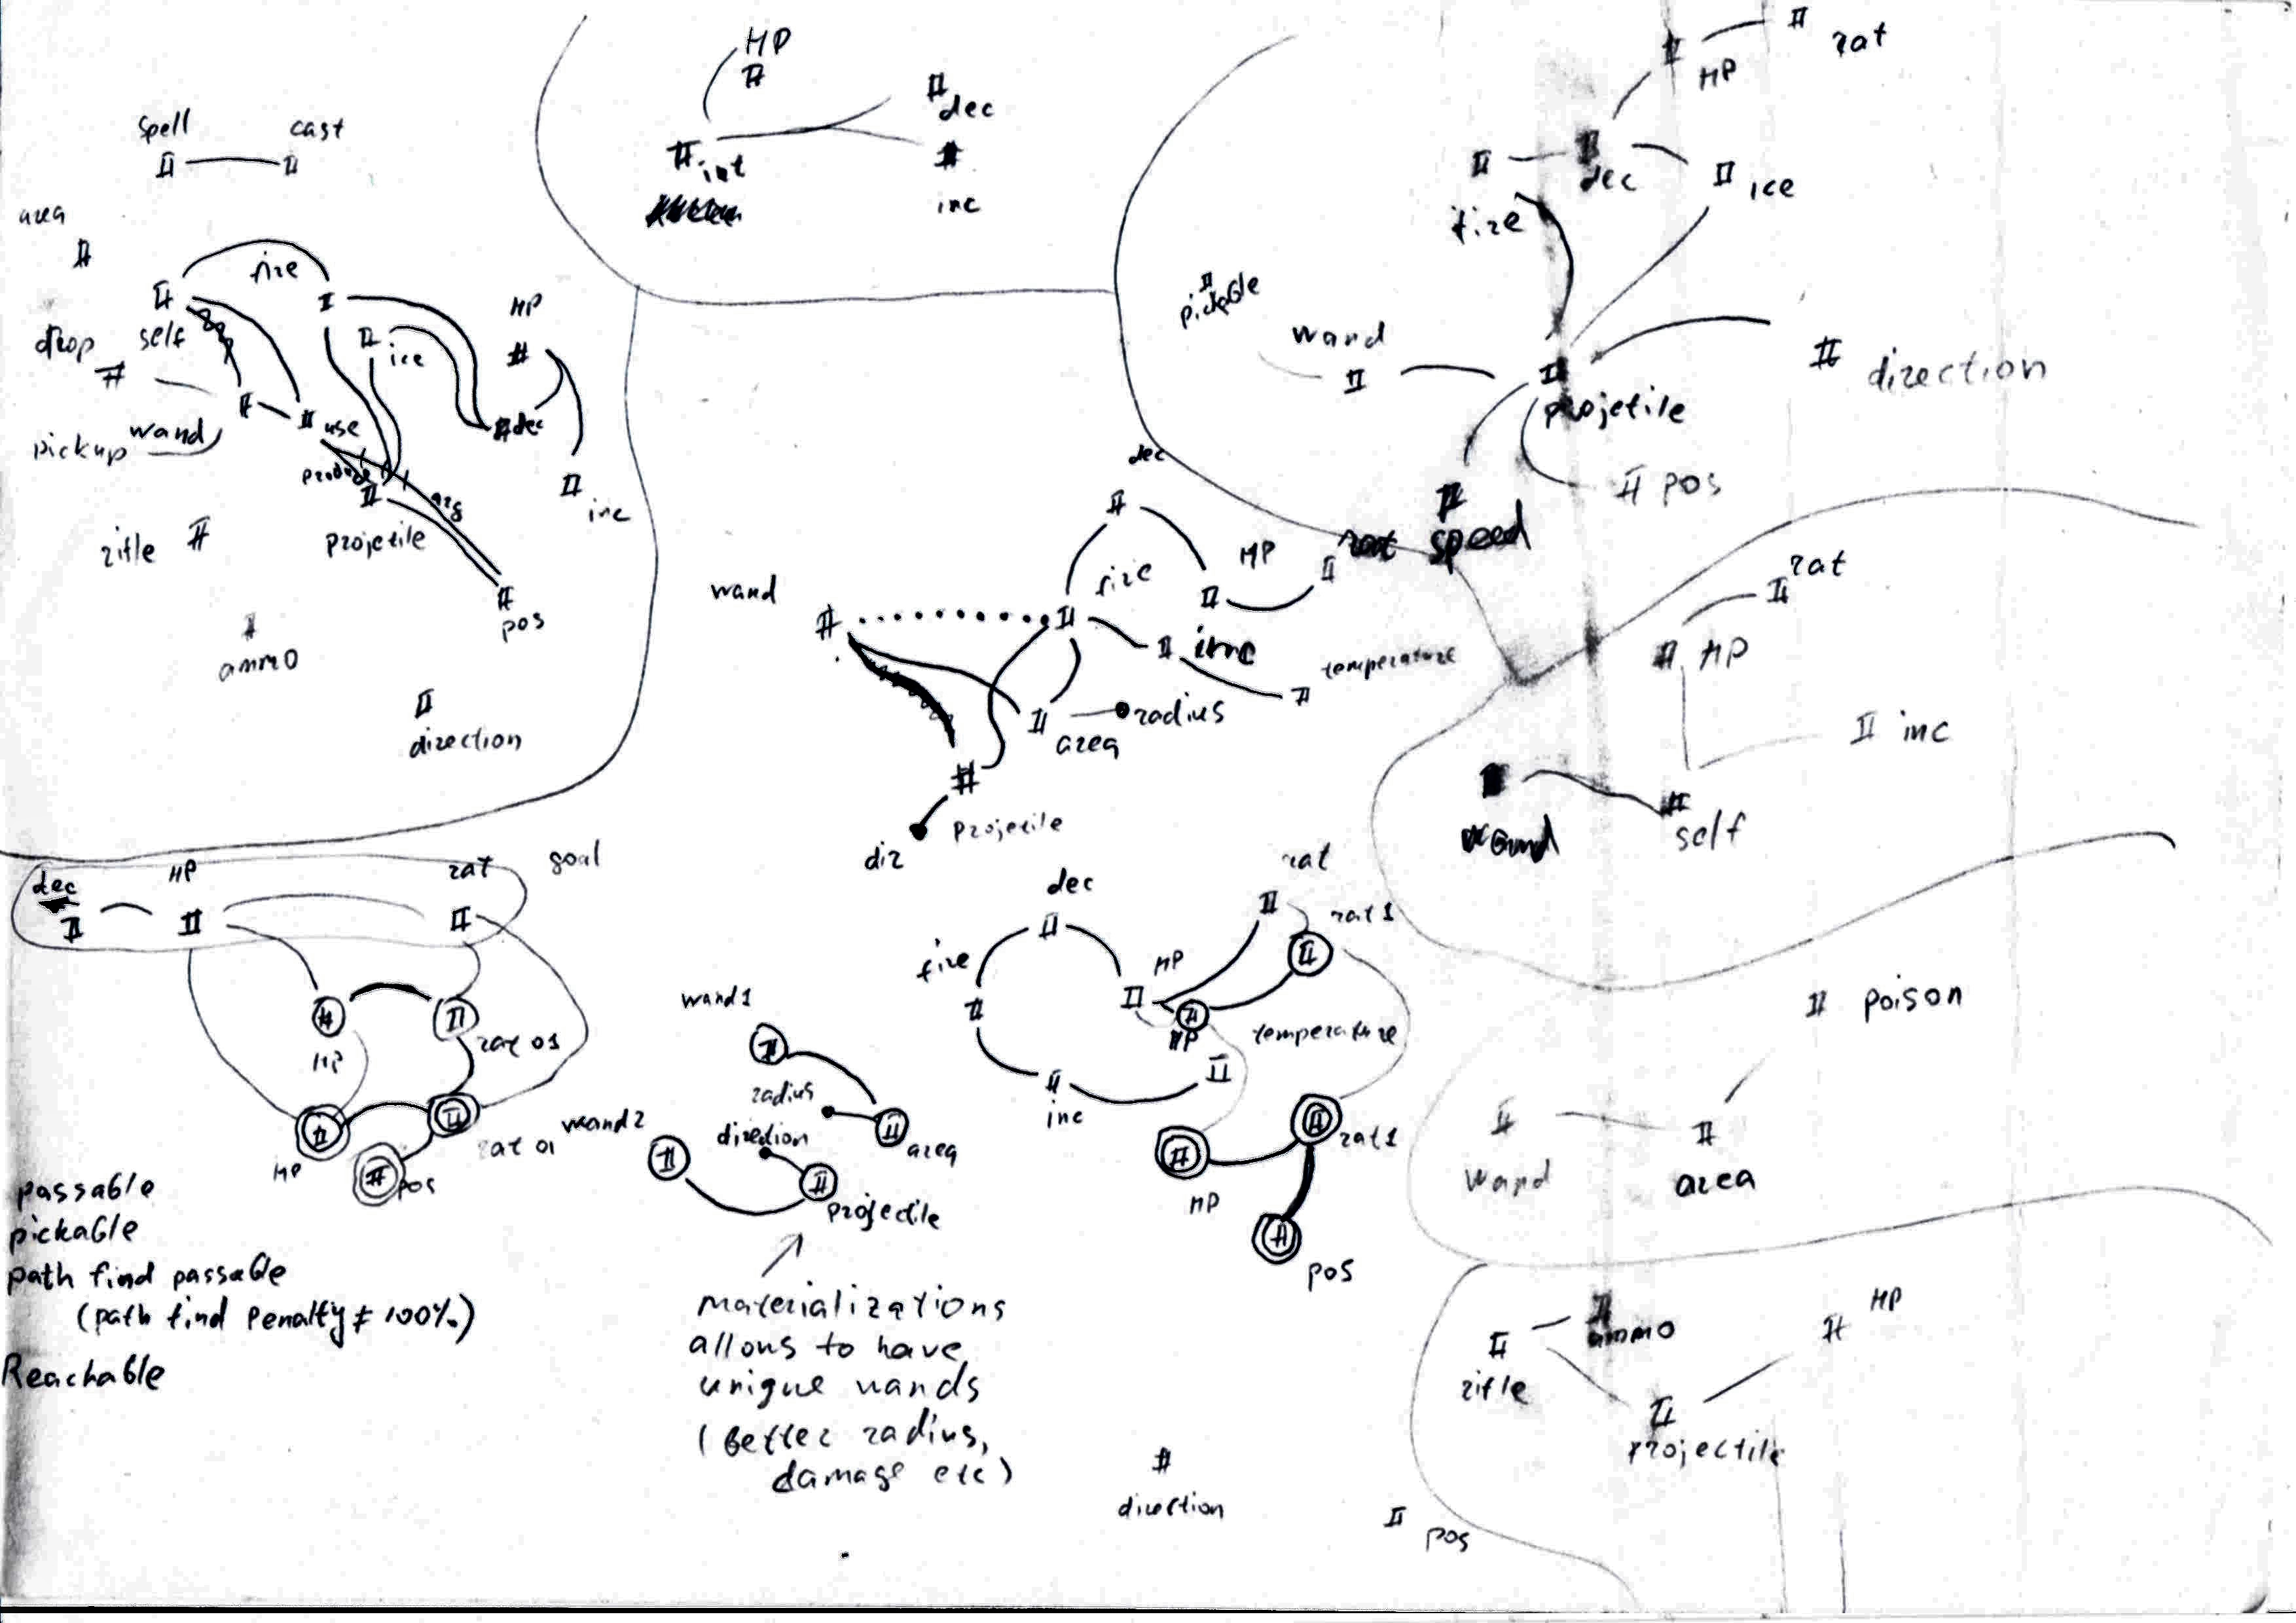 spell
cast
area
fire
self
ice
HP
drop
dec
wand
use
pickup
produce
arg
inc
rifle
projectile
pos
ammo
direction
HP
dec
int
inc
rat
HP
dec
ice
fire
pickable
wand
direction
projetile
pos
speed
dec
HP
rat
fire
wand
inc
temperature
radius
area
projectile
dir
rat
HP
inc
wand
self
goal
dec
HP
rat
HP
rat 01
HP
rat 01
pos
passable
pickable
path find passable
(path find penalty ≠ 100%)
Reachable
wand1
radius
area
wand2
direction
projectile
materializations
allows to have
unique wands
(better radius,
damage etc)
dec
rat
rat1
fire
HP
HP
temperature
inc
rat1
HP
pos
direction
poison
wand
area
ammo
HP
rifle
projectile
pos